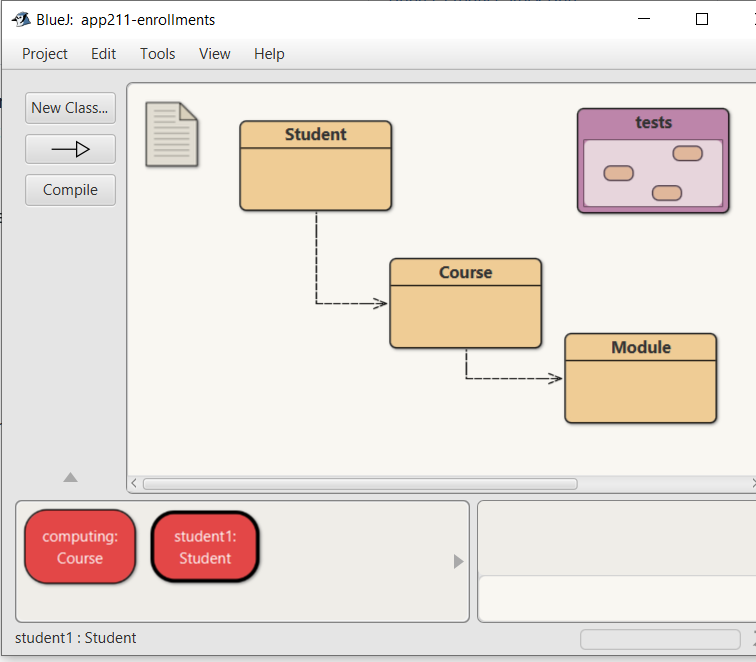 BlueJ: app211-enrollments
Project Edit Tools View Help
New Class...
Compile
Student
tests
Course
Module
computing:
Course
student1:
Student
student1 : Student